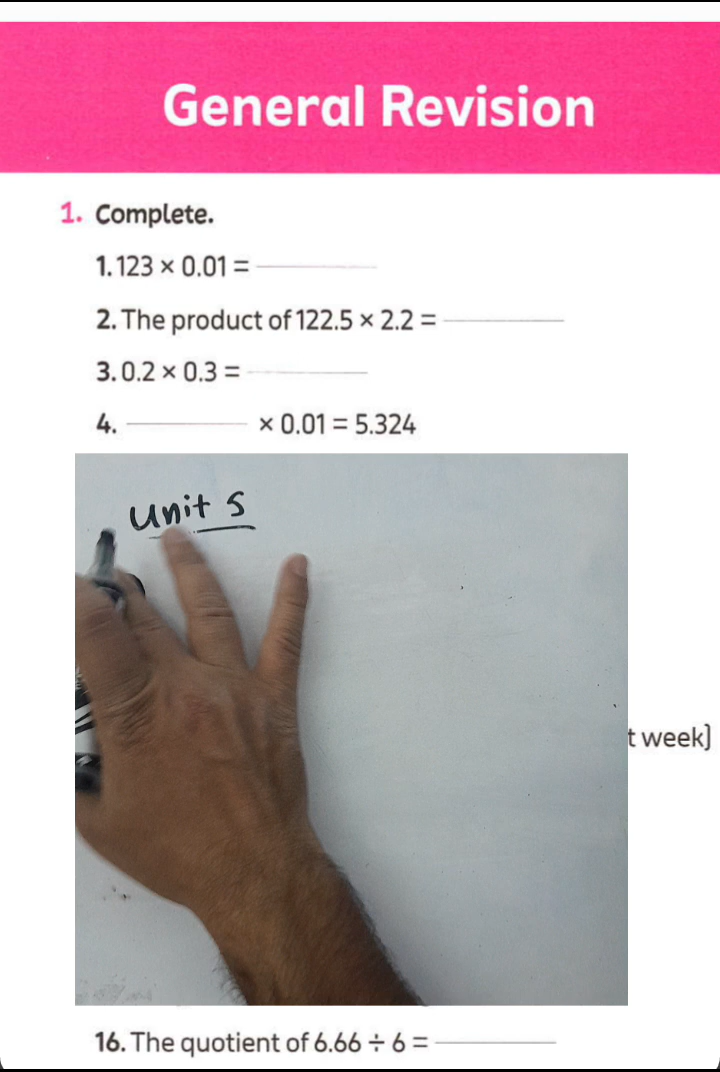 General Revision
1. Complete.
1. 123 × 0.01 =
2. The product of 122.5 × 2.2 =
3. 0.2 × 0.3 =
4. × 0.01 = 5.324
unit 5
t week)
16. The quotient of 6.66 ÷ 6 =